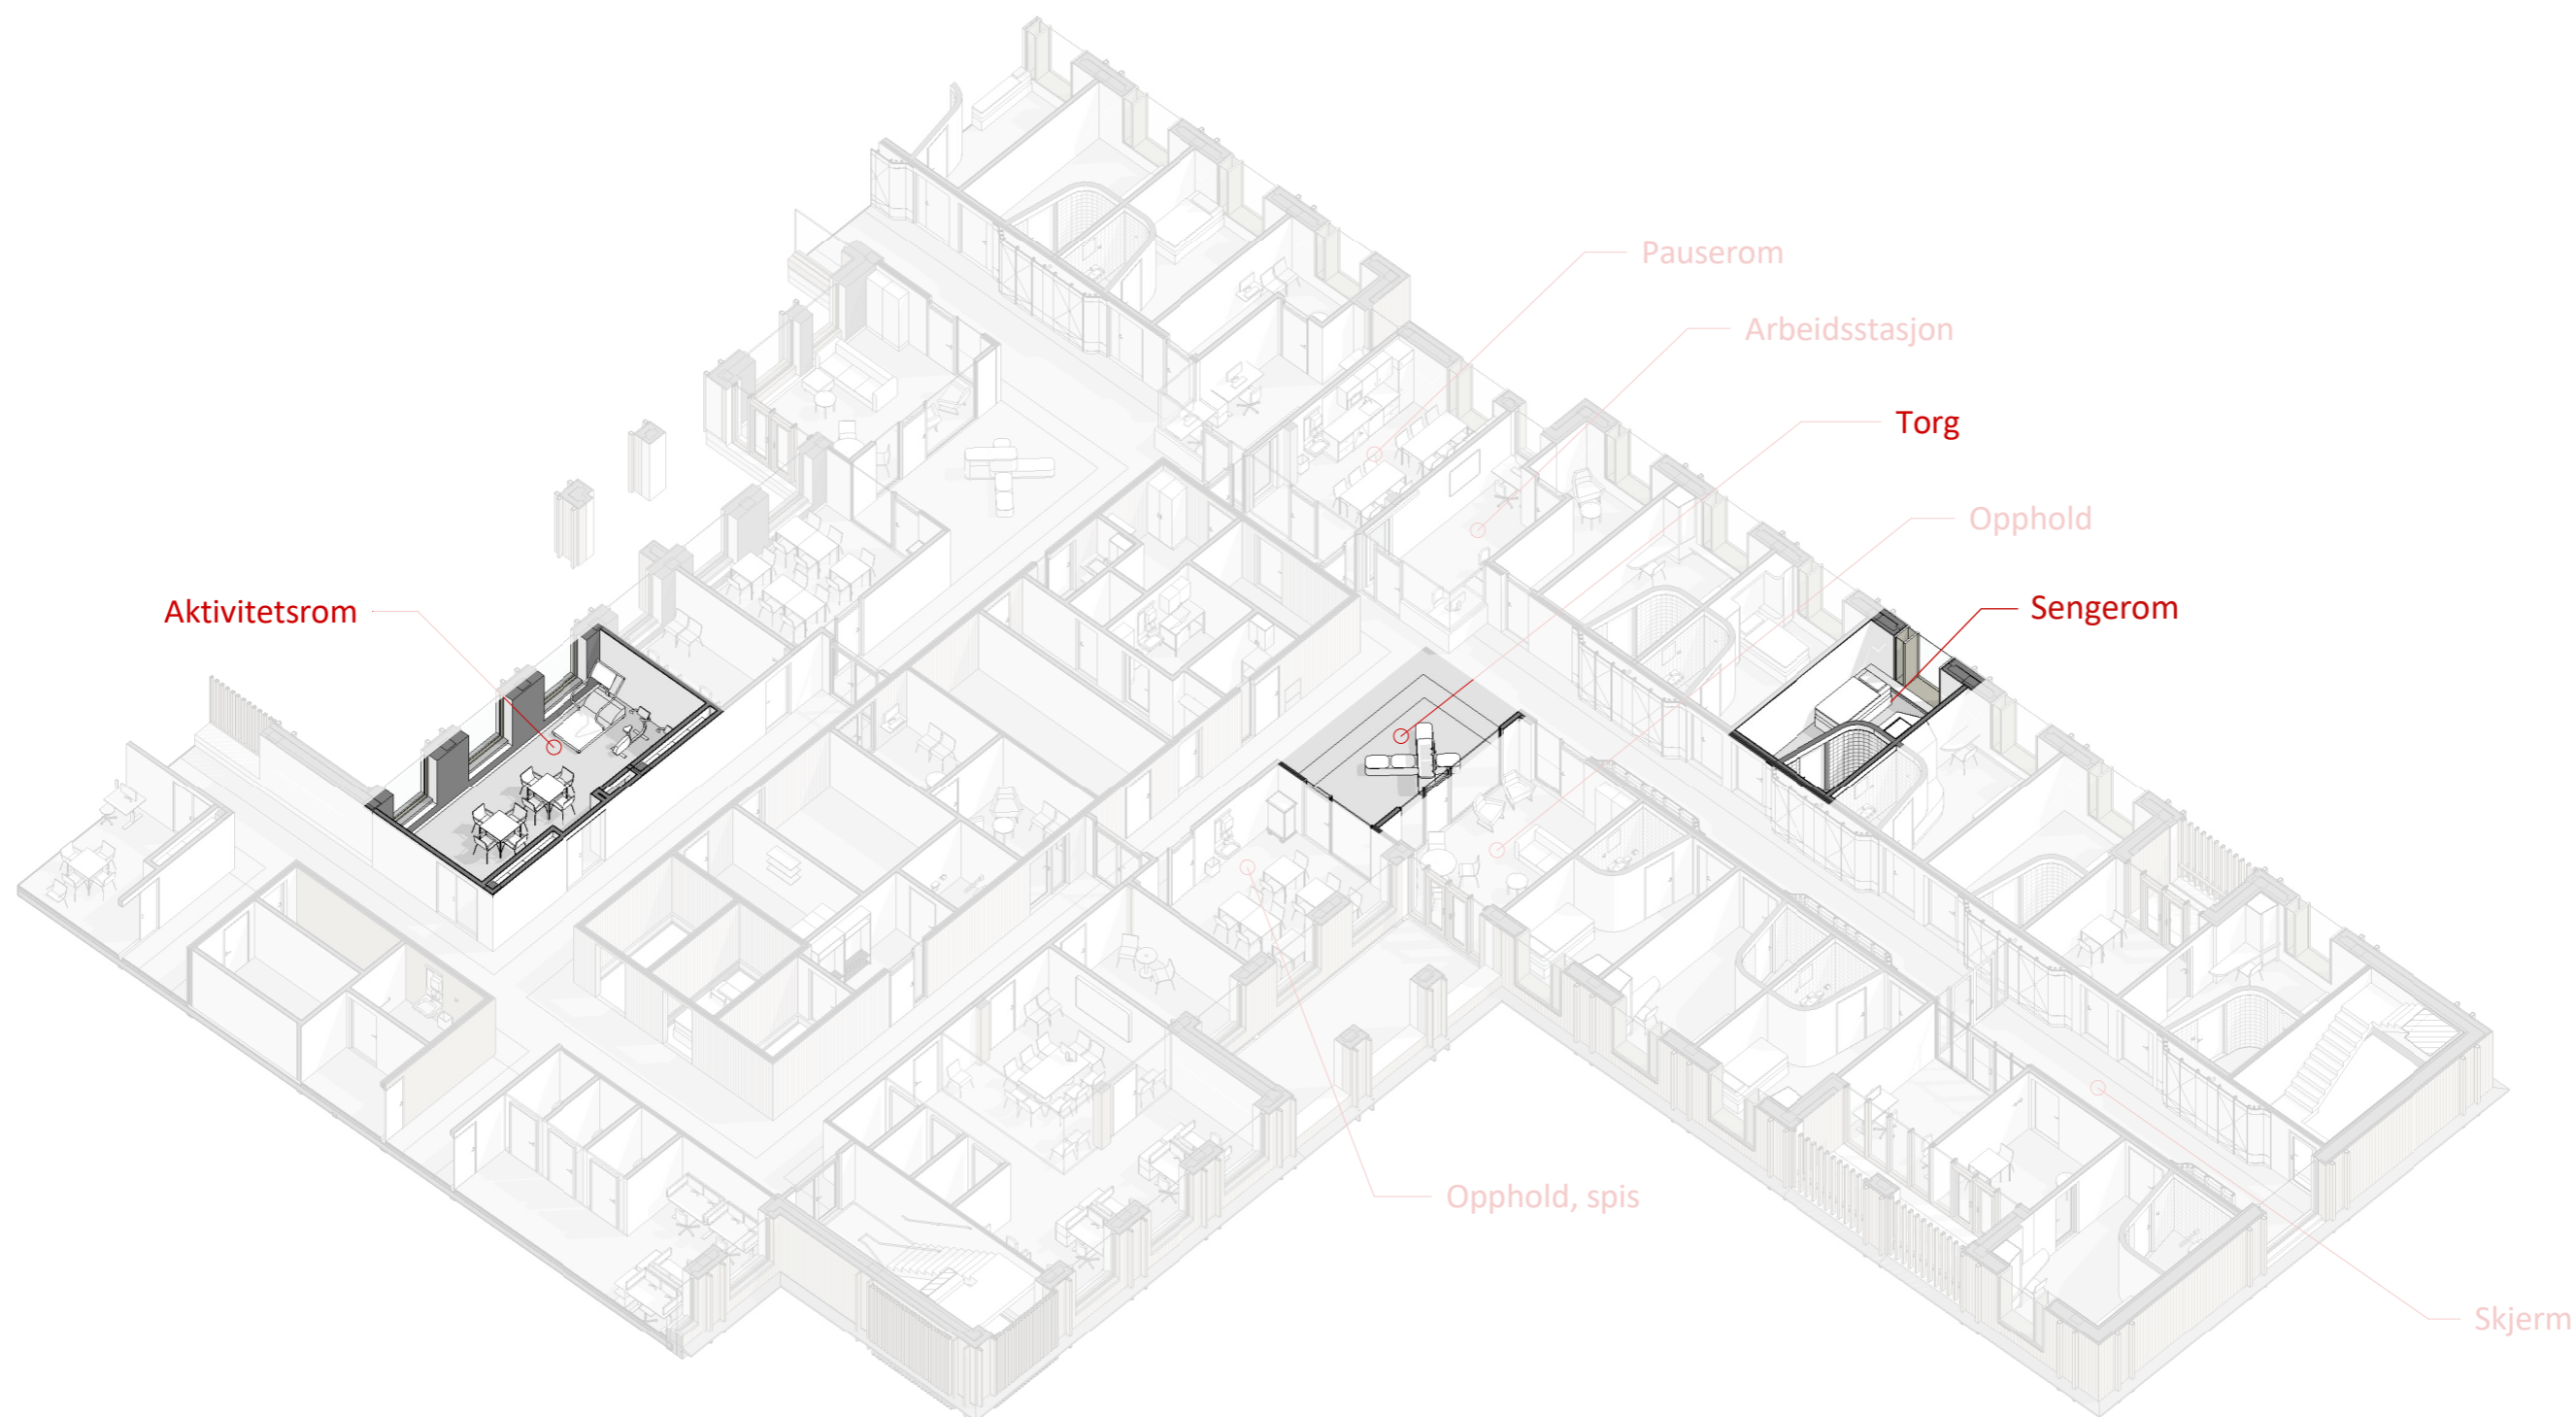 Pauserom
Arbeidsstasjon
Torg
Opphold
Aktivitetsrom
Sengerom
Opphold, spis
Skjerm